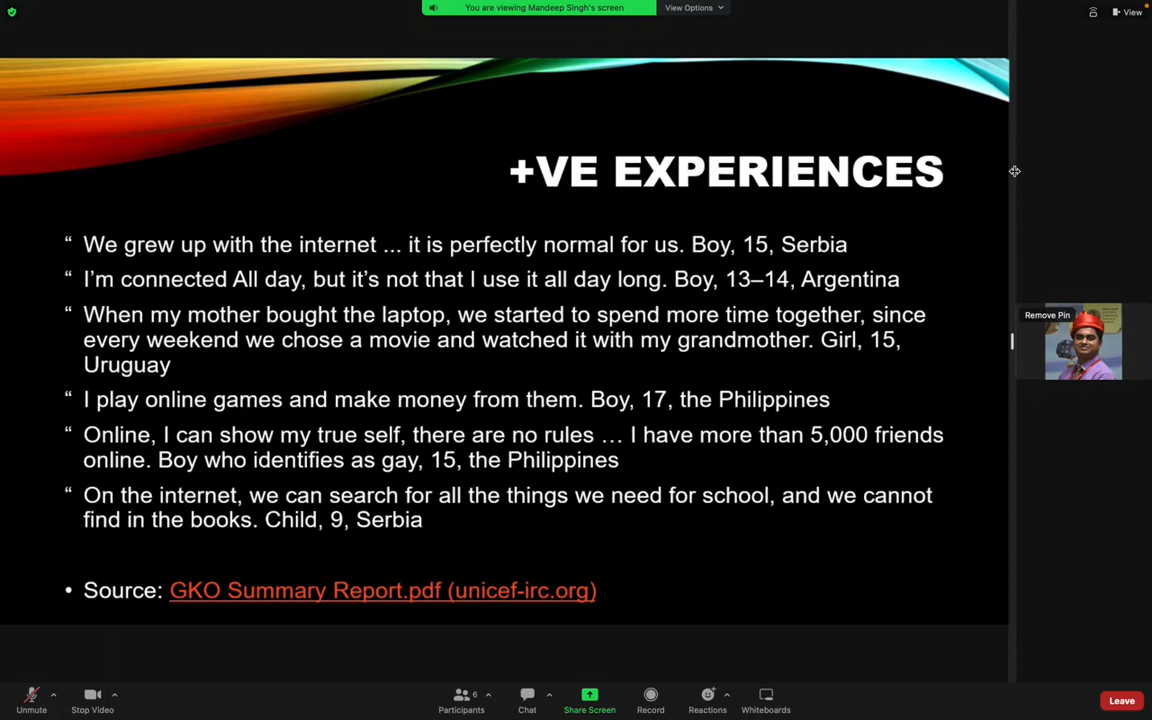 You are viewing Mandeep Singh's screen
View Options
View
+VE EXPERIENCES
“ We grew up with the internet ... it is perfectly normal for us. Boy, 15, Serbia
“ I’m connected All day, but it’s not that I use it all day long. Boy, 13–14, Argentina
“ When my mother bought the laptop, we started to spend more time together, since
every weekend we chose a movie and watched it with my grandmother. Girl, 15,
Uruguay
“ I play online games and make money from them. Boy, 17, the Philippines
“ Online, I can show my true self, there are no rules … I have more than 5,000 friends
online. Boy who identifies as gay, 15, the Philippines
“ On the internet, we can search for all the things we need for school, and we cannot
find in the books. Child, 9, Serbia
• Source: GKO Summary Report.pdf (unicef-irc.org)
Remove Pin
Unmute
Stop Video
6
Participants
Chat
Share Screen
Record
Reactions
Whiteboards
Leave